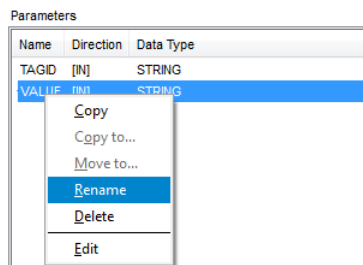 Parameters
Name Direction Data Type
TAGID [IN] STRING
VALUE [IN] STRING
Copy
Copy to...
Move to...
Rename
Delete
Edit